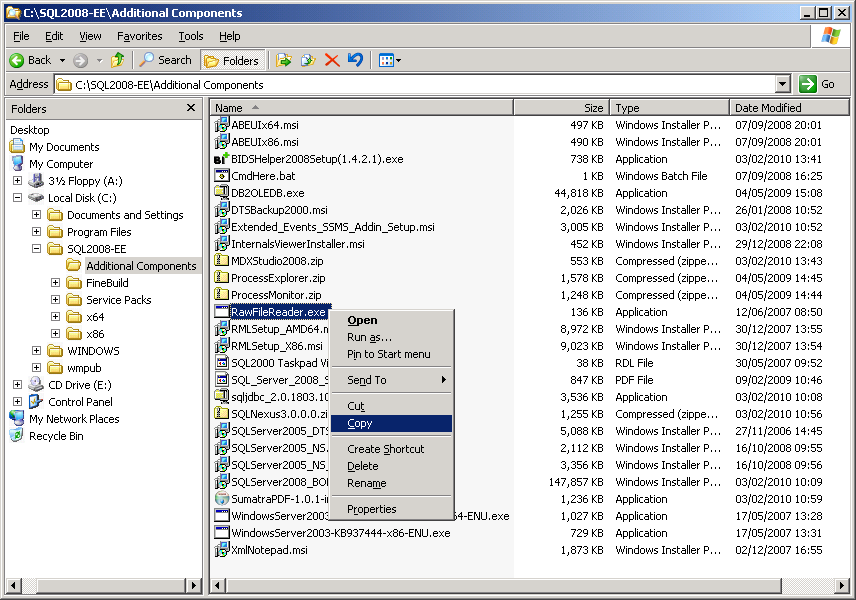 C:\SQL2008-EE\Additional Components
File Edit View Favorites Tools Help
Back Search Folders
Address C:\SQL2008-EE\Additional Components Go
Folders
Desktop
My Documents
My Computer
3½ Floppy (A:)
Local Disk (C:)
Documents and Settings
Program Files
SQL2008-EE
Additional Components
FineBuild
Service Packs
x64
x86
WINDOWS
wmpub
CD Drive (E:)
Control Panel
My Network Places
Recycle Bin
Name Size Type Date Modified
ABEUIx64.msi 497 KB Windows Installer P... 07/09/2008 20:01
ABEUIx86.msi 490 KB Windows Installer P... 07/09/2008 20:01
BIDSHelper2008Setup(1.4.2.1).exe 738 KB Application 03/02/2010 13:41
CmdHere.bat 1 KB Windows Batch File 07/09/2008 16:25
DB2OLEDB.exe 44,818 KB Application 04/05/2009 15:08
DTSBackup2000.msi 2,026 KB Windows Installer P... 26/01/2008 10:52
Extended_Events_SSMS_Addin_Setup.msi 3,005 KB Windows Installer P... 03/02/2010 10:52
InternalsViewerInstaller.msi 452 KB Windows Installer P... 29/12/2008 22:08
MDXStudio2008.zip 553 KB Compressed (zippe... 03/02/2010 13:43
ProcessExplorer.zip 1,578 KB Compressed (zippe... 04/05/2009 14:45
ProcessMonitor.zip 1,248 KB Compressed (zippe... 04/05/2009 14:44
RawFileReader.exe 136 KB Application 12/06/2007 08:50
RMLSetup_AMD64.m 8,972 KB Windows Installer P... 30/12/2007 10:55
RMLSetup_X86.msi 9,023 KB Windows Installer P... 30/12/2007 10:54
SQL2000 Taskpad Vi 38 KB RDL File 30/05/2007 09:52
SQL_Server_2008_S 847 KB PDF File 09/02/2009 10:46
sqljdbc_2.0.1803.10 3,536 KB Application 03/02/2010 10:08
SQLNexus3.0.0.0.zi 1,255 KB Compressed (zippe... 03/02/2010 10:56
SQLServer2005_DTS 5,088 KB Windows Installer P... 27/11/2006 14:45
SQLServer2005_NS_ 2,112 KB Windows Installer P... 16/10/2008 09:55
SQLServer2005_NS_ 3,356 KB Windows Installer P... 16/10/2008 09:56
SQLServer2008_BOL 147,857 KB Windows Installer P... 03/02/2010 10:09
SumatraPDF-1.0.1-in 1,236 KB Application 03/02/2010 10:59
WindowsServer2003 64-ENU.exe 1,027 KB Application 17/05/2007 13:28
WindowsServer2003-KB937444-x86-ENU.exe 729 KB Application 17/05/2007 13:31
XmlNotepad.msi 1,873 KB Windows Installer P... 02/12/2007 16:55
Open
Run as...
Pin to Start menu
Send To
Cut
Copy
Create Shortcut
Delete
Rename
Properties